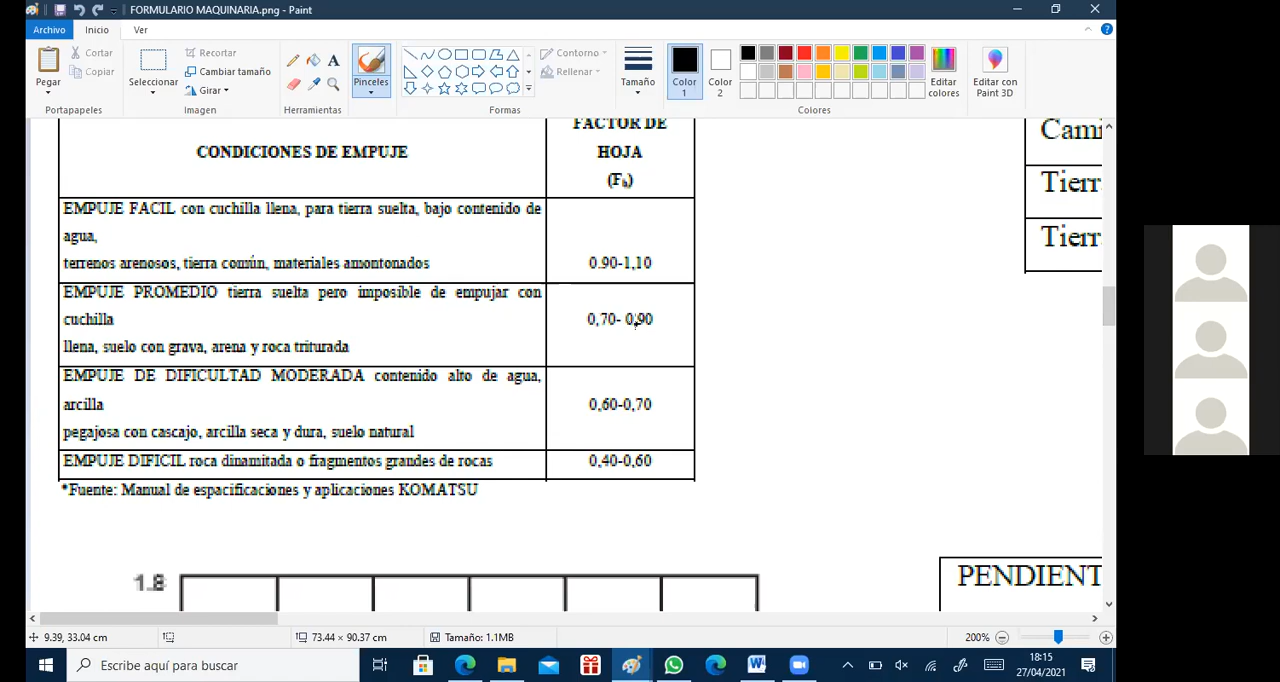 FORMULARIO MAQUINARIA.png - Paint
Archivo
Inicio
Ver
Pegar
Cortar
Copiar
Portapapeles
Seleccionar
Recortar
Cambiar tamaño
Girar
Imagen
A
Herramientas
Pinceles
Contorno
Rellenar
Formas
Tamaño
Color
1
Color
2
Editar
colores
Colores
Editar con
Paint 3D
CONDICIONES DE EMPUJE
FACTOR DE
HOJA
(Fₕ)
EMPUJE FACIL con cuchilla llena, para tierra suelta, bajo contenido de
agua,
terrenos arenosos, tierra común, materiales amontonados
0.90-1,10
EMPUJE PROMEDIO tierra suelta pero imposible de empujar con
cuchilla
llena, suelo con grava, arena y roca triturada
0,70- 0,90
EMPUJE DE DIFICULTAD MODERADA contenido alto de agua,
arcilla
pegajosa con cascajo, arcilla seca y dura, suelo natural
0,60-0,70
EMPUJE DIFICIL roca dinamitada o fragmentos grandes de rocas
0,40-0,60
*Fuente: Manual de espacificaciones y aplicaciones KOMATSU
1.8
Cami
Tierr
Tierr
PENDIENT
9.39, 33.04 cm
73.44 × 90.37 cm
Tamaño: 1.1MB
200%
Escribe aquí para buscar
18:15
27/04/2021